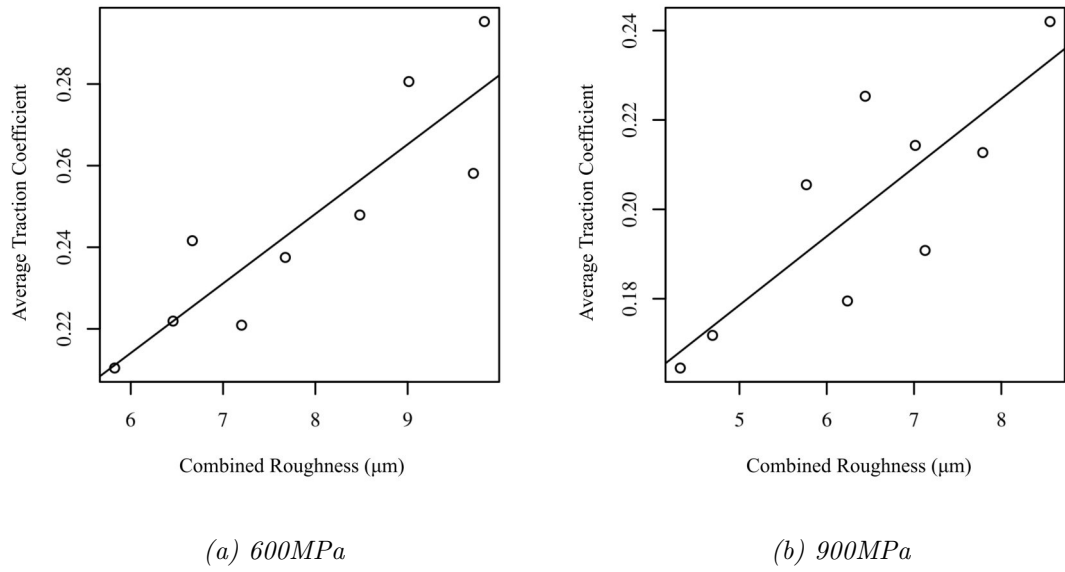 Average Traction Coefficient
0.28
0.26
0.24
0.22
6 7 8 9
Combined Roughness (μm)
(a) 600MPa
Average Traction Coefficient
0.24
0.22
0.20
0.18
5 6 7 8
Combined Roughness (μm)
(b) 900MPa